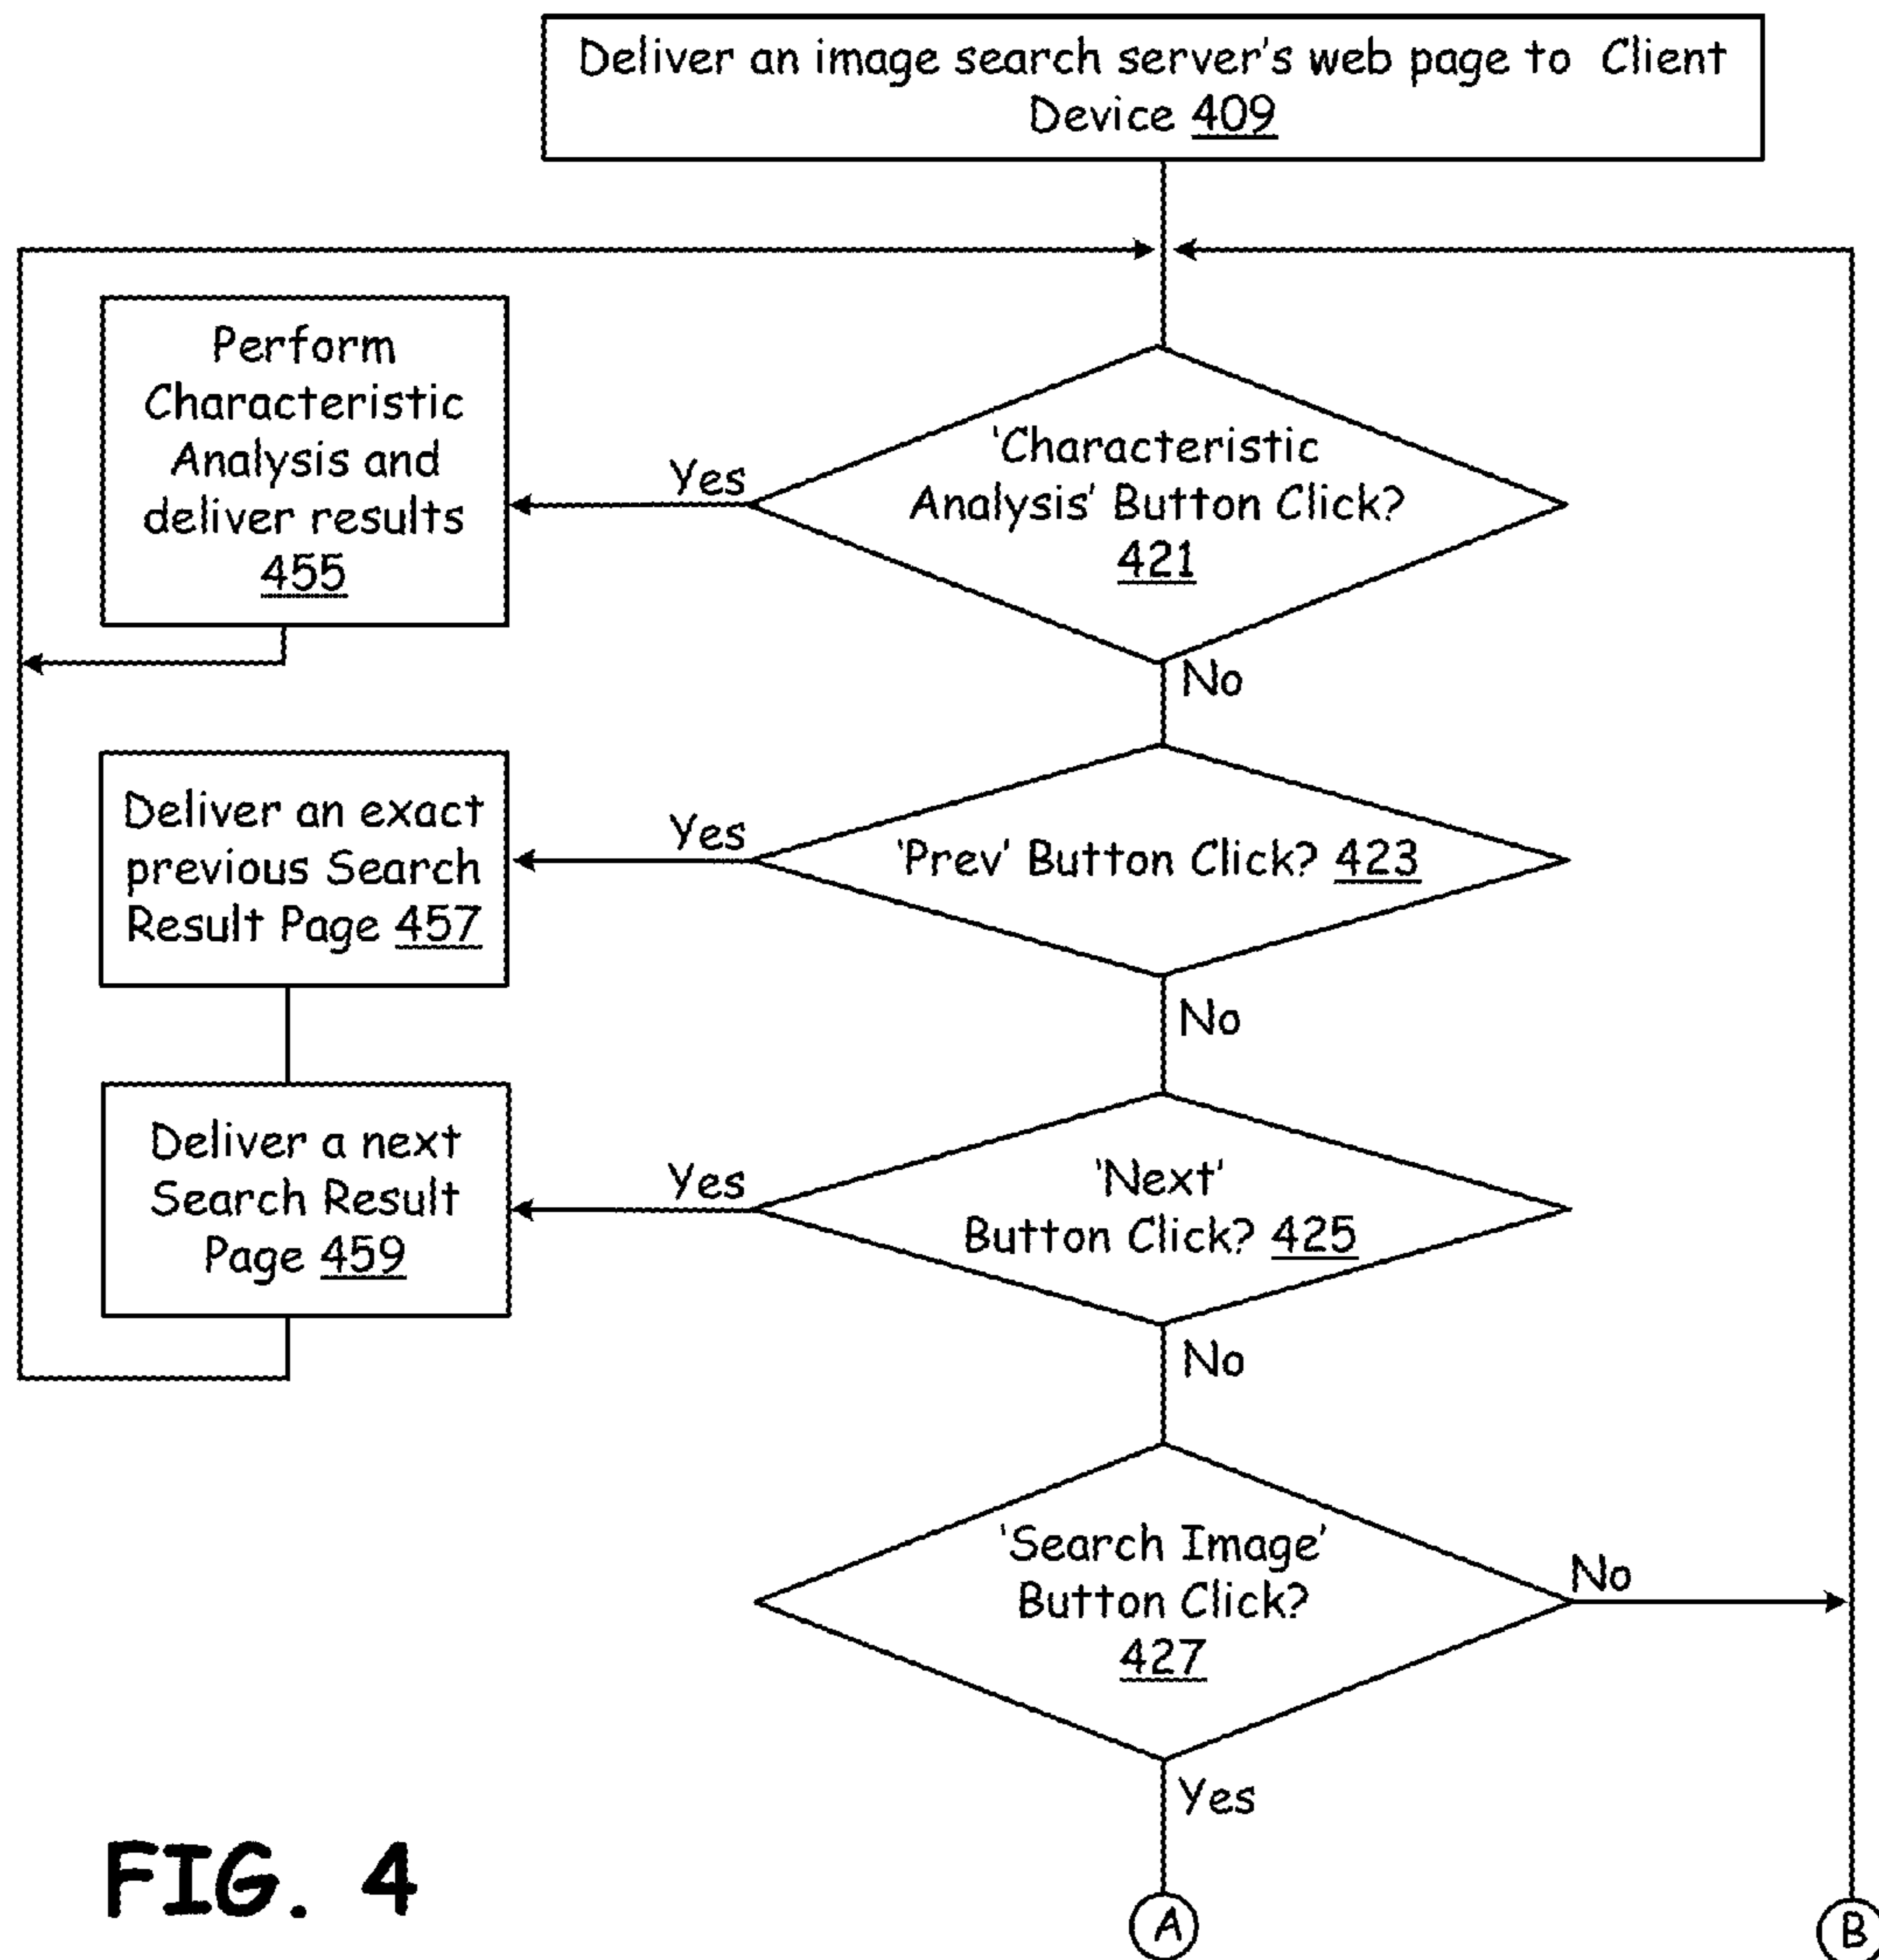 Deliver an image search server's web page to Client
Device 409
Perform
Characteristic
Analysis and
deliver results
455
Yes
'Characteristic
Analysis' Button Click?
421
No
Deliver an exact
previous Search
Result Page 457
Yes
'Prev' Button Click? 423
No
Deliver a next
Search Result
Page 459
Yes
'Next'
Button Click? 425
No
'Search Image'
Button Click?
427
No
Yes
FIG. 4
A
B